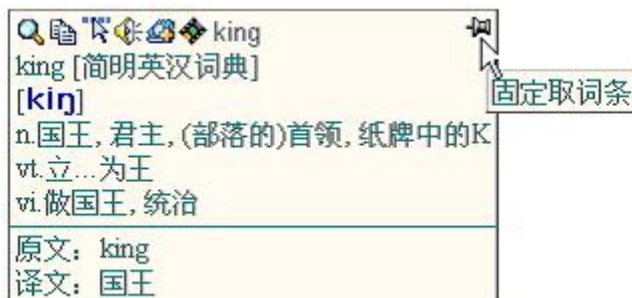 king
king [简明英汉词典]
[kiŋ]
固定取词条
n.国王, 君主, (部落的)首领, 纸牌中的K
vt.立...为王
vi.做国王, 统治
原文: king
译文: 国王